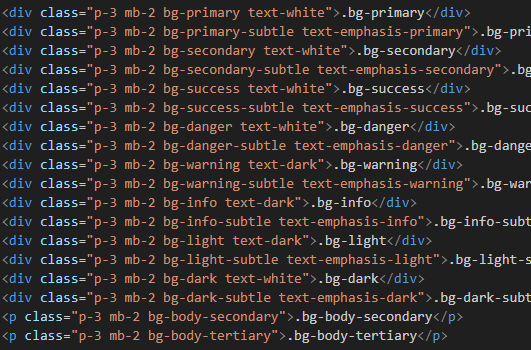 <div class="p-3 mb-2 bg-primary text-white">.bg-primary</div>
<div class="p-3 mb-2 bg-primary-subtle text-emphasis-primary">.bg-pri
<div class="p-3 mb-2 bg-secondary text-white">.bg-secondary</div>
<div class="p-3 mb-2 bg-secondary-subtle text-emphasis-secondary">.bg
<div class="p-3 mb-2 bg-success text-white">.bg-success</div>
<div class="p-3 mb-2 bg-success-subtle text-emphasis-success">.bg-suc
<div class="p-3 mb-2 bg-danger text-white">.bg-danger</div>
<div class="p-3 mb-2 bg-danger-subtle text-emphasis-danger">.bg-dange
<div class="p-3 mb-2 bg-warning text-dark">.bg-warning</div>
<div class="p-3 mb-2 bg-warning-subtle text-emphasis-warning">.bg-war
<div class="p-3 mb-2 bg-info text-dark">.bg-info</div>
<div class="p-3 mb-2 bg-info-subtle text-emphasis-info">.bg-info-subt
<div class="p-3 mb-2 bg-light text-dark">.bg-light</div>
<div class="p-3 mb-2 bg-light-subtle text-emphasis-light">.bg-light-s
<div class="p-3 mb-2 bg-dark text-white">.bg-dark</div>
<div class="p-3 mb-2 bg-dark-subtle text-emphasis-dark">.bg-dark-subt
<p class="p-3 mb-2 bg-body-secondary">.bg-body-secondary</p>
<p class="p-3 mb-2 bg-body-tertiary">.bg-body-tertiary</p>